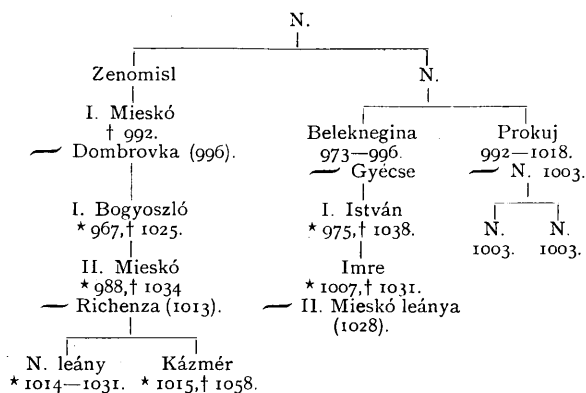 N.
Zenomisl
N.
I. Mieskó
† 992.
Dombrovka (996).
Beleknegina
973—996.
Gyécse
Prokuj
992—1018.
N. 1003.
I. Bogyoszló
* 967, † 1025.
I. István
* 975, † 1038.
N.
1003.
N.
1003.
II. Mieskó
* 988, † 1034
Richenza (1013).
Imre
* 1007, † 1031.
II. Mieskó leánya
(1028).
N. leány
* 1014—1031.
Kázmér
* 1015, † 1058.